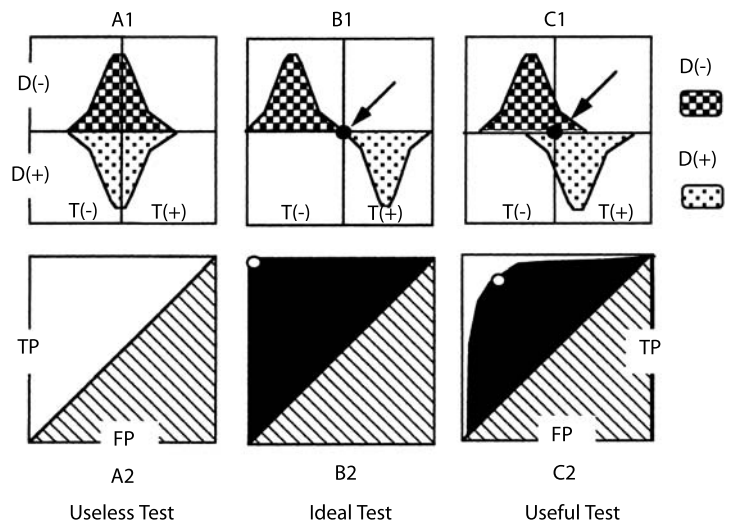 A1 B1 C1
D(-) D(-)
D(+) D(+)
T(-) T(+) T(-) T(+) T(-) T(+)
TP TP
FP FP
A2 B2 C2
Useless Test Ideal Test Useful Test